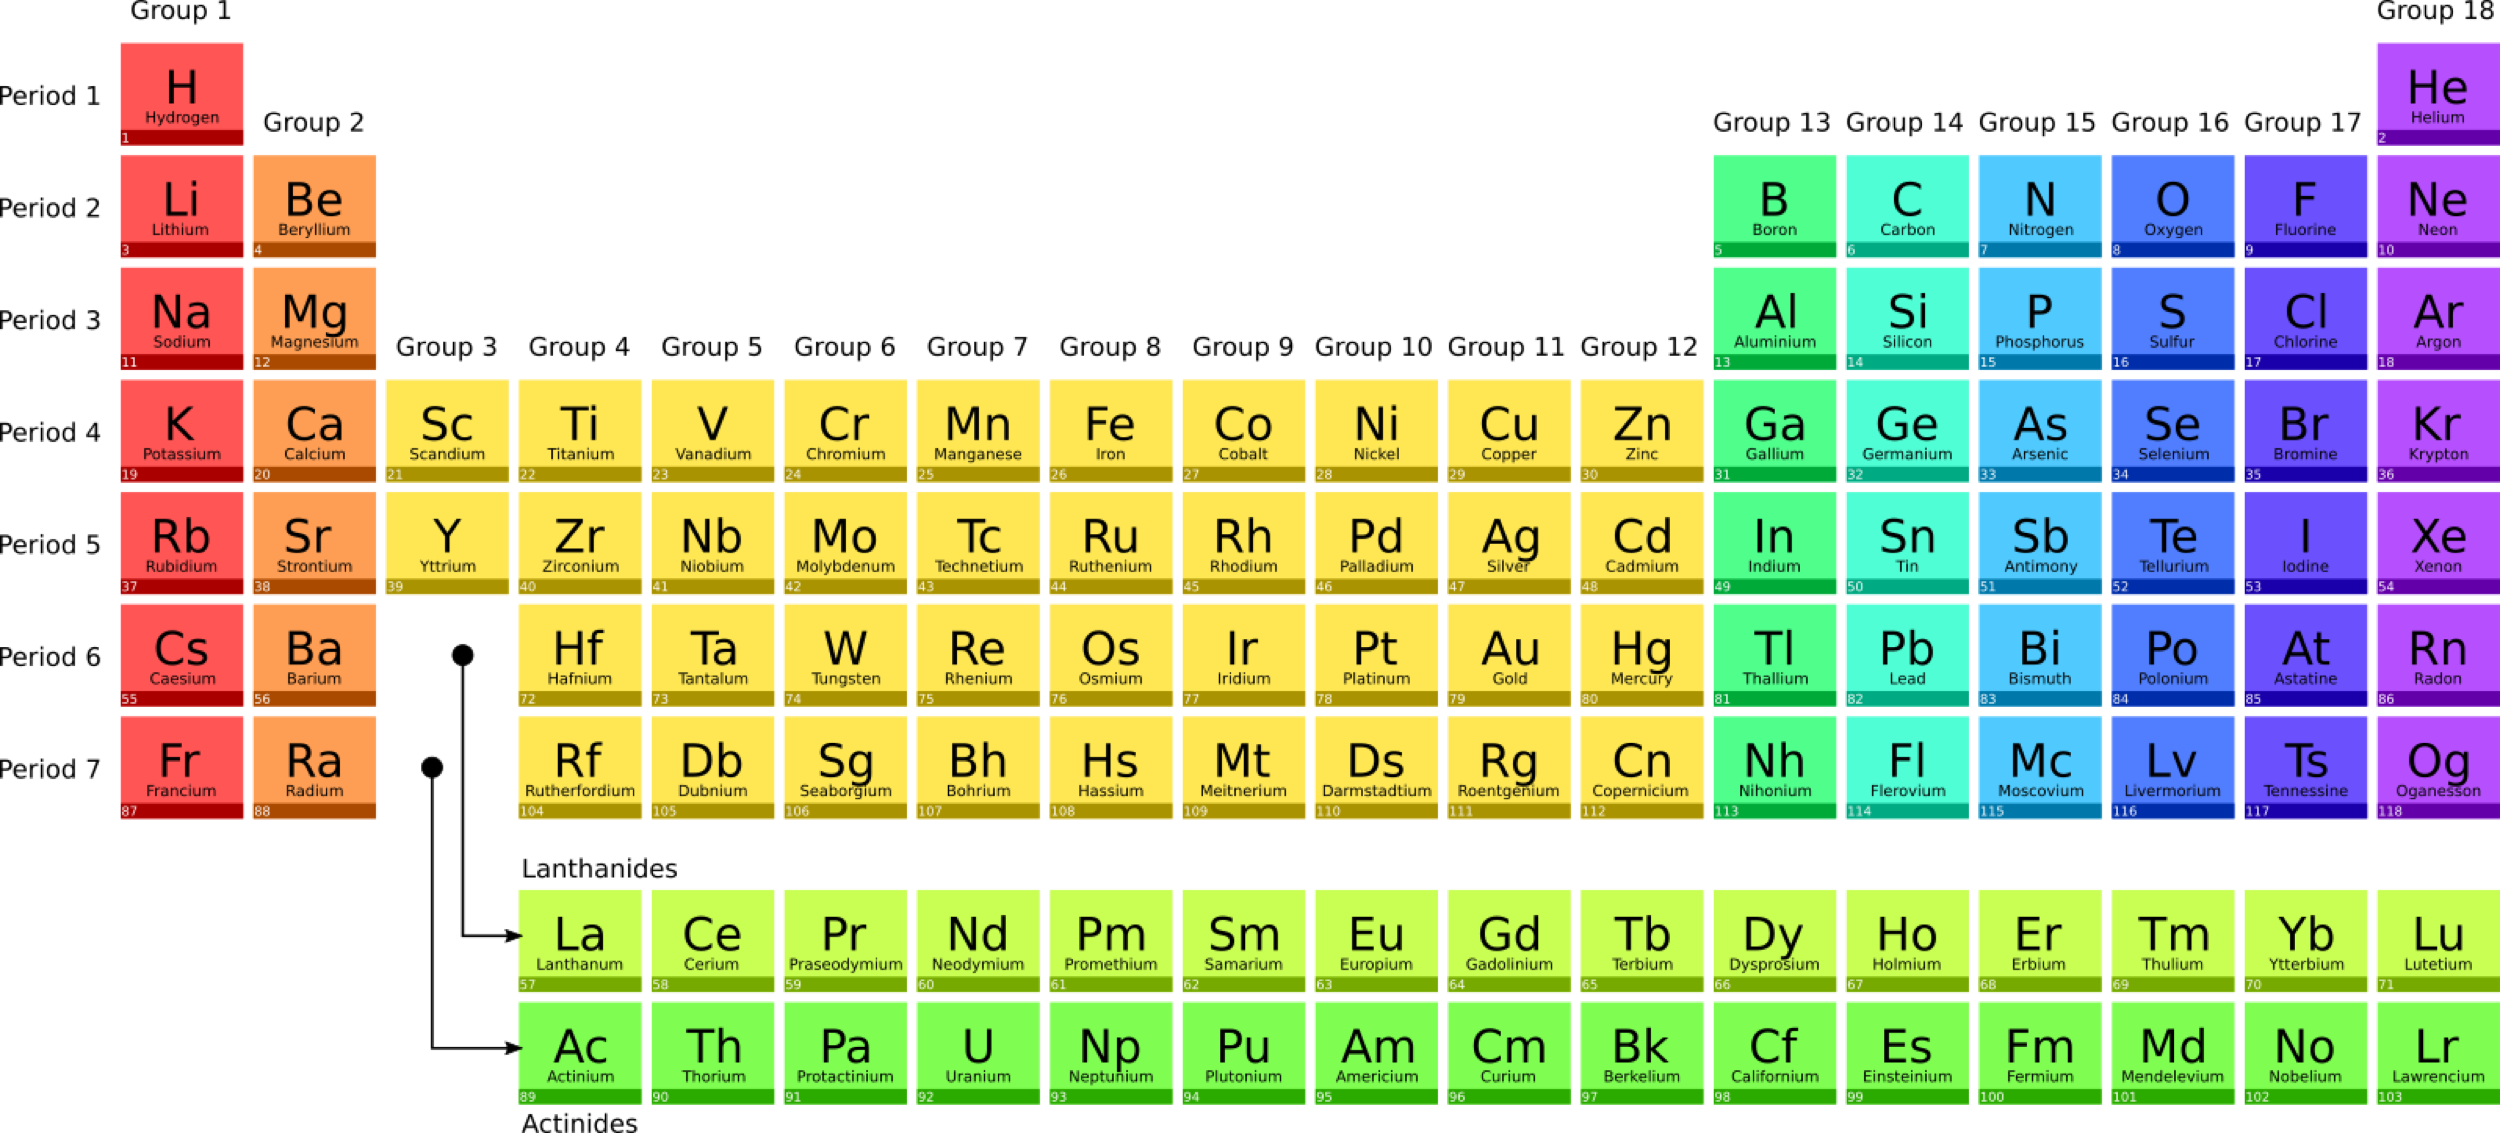 Group 1
Group 18
Period 1
H
Hydrogen
1
He
Helium
2
Group 2
Group 13
Group 14
Group 15
Group 16
Group 17
Period 2
Li
Lithium
3
Be
Beryllium
4
B
Boron
5
C
Carbon
6
N
Nitrogen
7
O
Oxygen
8
F
Fluorine
9
Ne
Neon
10
Period 3
Na
Sodium
11
Mg
Magnesium
12
Al
Aluminium
13
Si
Silicon
14
P
Phosphorus
15
S
Sulfur
16
Cl
Chlorine
17
Ar
Argon
18
Group 3
Group 4
Group 5
Group 6
Group 7
Group 8
Group 9
Group 10
Group 11
Group 12
Period 4
K
Potassium
19
Ca
Calcium
20
Sc
Scandium
21
Ti
Titanium
22
V
Vanadium
23
Cr
Chromium
24
Mn
Manganese
25
Fe
Iron
26
Co
Cobalt
27
Ni
Nickel
28
Cu
Copper
29
Zn
Zinc
30
Ga
Gallium
31
Ge
Germanium
32
As
Arsenic
33
Se
Selenium
34
Br
Bromine
35
Kr
Krypton
36
Period 5
Rb
Rubidium
37
Sr
Strontium
38
Y
Yttrium
39
Zr
Zirconium
40
Nb
Niobium
41
Mo
Molybdenum
42
Tc
Technetium
43
Ru
Ruthenium
44
Rh
Rhodium
45
Pd
Palladium
46
Ag
Silver
47
Cd
Cadmium
48
In
Indium
49
Sn
Tin
50
Sb
Antimony
51
Te
Tellurium
52
I
Iodine
53
Xe
Xenon
54
Period 6
Cs
Caesium
55
Ba
Barium
56
Hf
Hafnium
72
Ta
Tantalum
73
W
Tungsten
74
Re
Rhenium
75
Os
Osmium
76
Ir
Iridium
77
Pt
Platinum
78
Au
Gold
79
Hg
Mercury
80
Tl
Thallium
81
Pb
Lead
82
Bi
Bismuth
83
Po
Polonium
84
At
Astatine
85
Rn
Radon
86
Period 7
Fr
Francium
87
Ra
Radium
88
Rf
Rutherfordium
104
Db
Dubnium
105
Sg
Seaborgium
106
Bh
Bohrium
107
Hs
Hassium
108
Mt
Meitnerium
109
Ds
Darmstadtium
110
Rg
Roentgenium
111
Cn
Copernicium
112
Nh
Nihonium
113
Fl
Flerovium
114
Mc
Moscovium
115
Lv
Livermorium
116
Ts
Tennessine
117
Og
Oganesson
118
Lanthanides
La
Lanthanum
57
Ce
Cerium
58
Pr
Praseodymium
59
Nd
Neodymium
60
Pm
Promethium
61
Sm
Samarium
62
Eu
Europium
63
Gd
Gadolinium
64
Tb
Terbium
65
Dy
Dysprosium
66
Ho
Holmium
67
Er
Erbium
68
Tm
Thulium
69
Yb
Ytterbium
70
Lu
Lutetium
71
Ac
Actinium
89
Th
Thorium
90
Pa
Protactinium
91
U
Uranium
92
Np
Neptunium
93
Pu
Plutonium
94
Am
Americium
95
Cm
Curium
96
Bk
Berkelium
97
Cf
Californium
98
Es
Einsteinium
99
Fm
Fermium
100
Md
Mendelevium
101
No
Nobelium
102
Lr
Lawrencium
103
Actinides